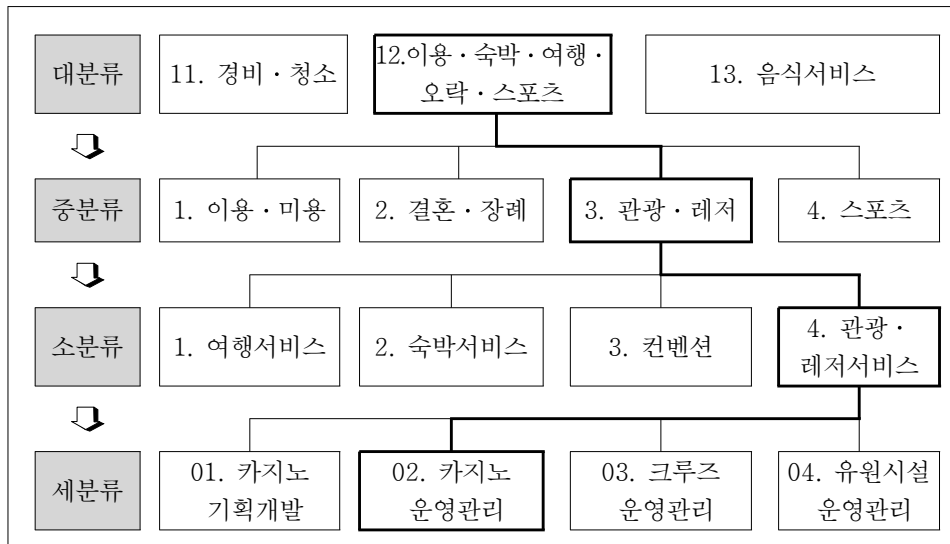 대분류
11. 경비·청소
12.이용·숙박·여행·
오락·스포츠
13. 음식서비스
중분류
1. 이용·미용
2. 결혼·장례
3. 관광·레저
4. 스포츠
소분류
1. 여행서비스
2. 숙박서비스
3. 컨벤션
4. 관광·
레저서비스
세분류
01. 카지노
기획개발
02. 카지노
운영관리
03. 크루즈
운영관리
04. 유원시설
운영관리